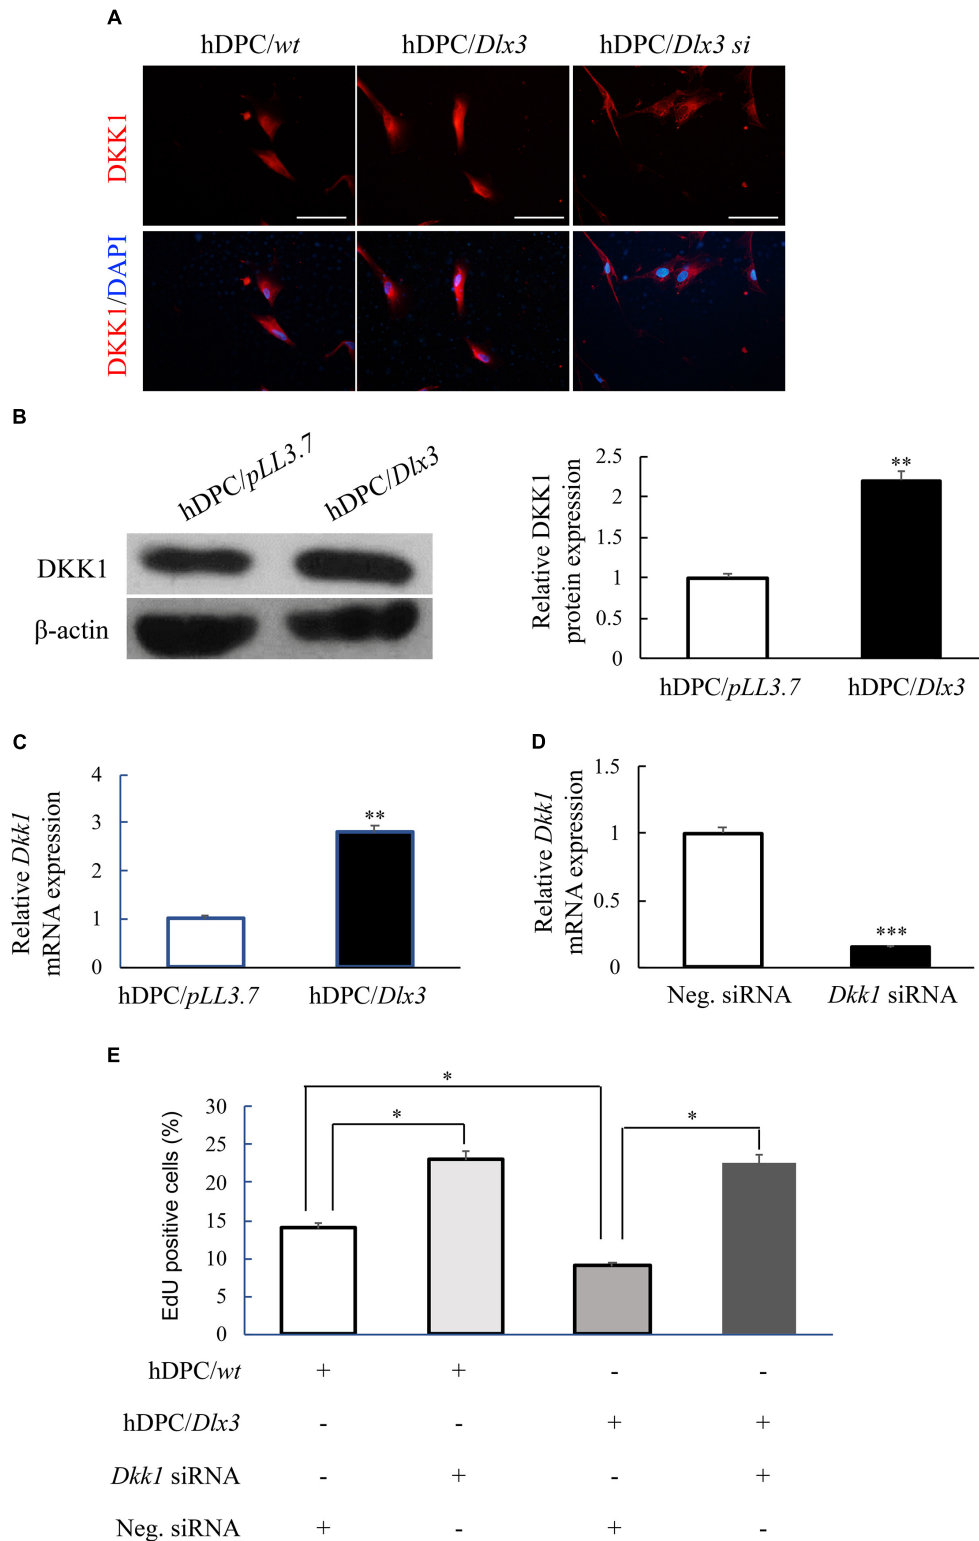 A
hDPC/wt
hDPC/Dlx3
hDPC/Dlx3 si
DKK1
DKK1/DAPI
B
hDPC/pLL3.7
hDPC/Dlx3
DKK1
β-actin
Relative DKK1
protein expression
2.5
2
1
0.5
0
**
hDPC/pLL3.7
hDPC/Dlx3
C
Relative Dkk1
mRNA expression
4
3
2
1
0
**
hDPC/pLL3.7
hDPC/Dlx3
D
Relative Dkk1
mRNA expression
1.5
1
0.5
0
***
Neg. siRNA
Dkk1 siRNA
E
EdU positive cells (%)
30
25
20
15
10
5
0
*
*
*
hDPC/wt + + - -
hDPC/Dlx3 - - + +
Dkk1 siRNA - + - +
Neg. siRNA + - + -